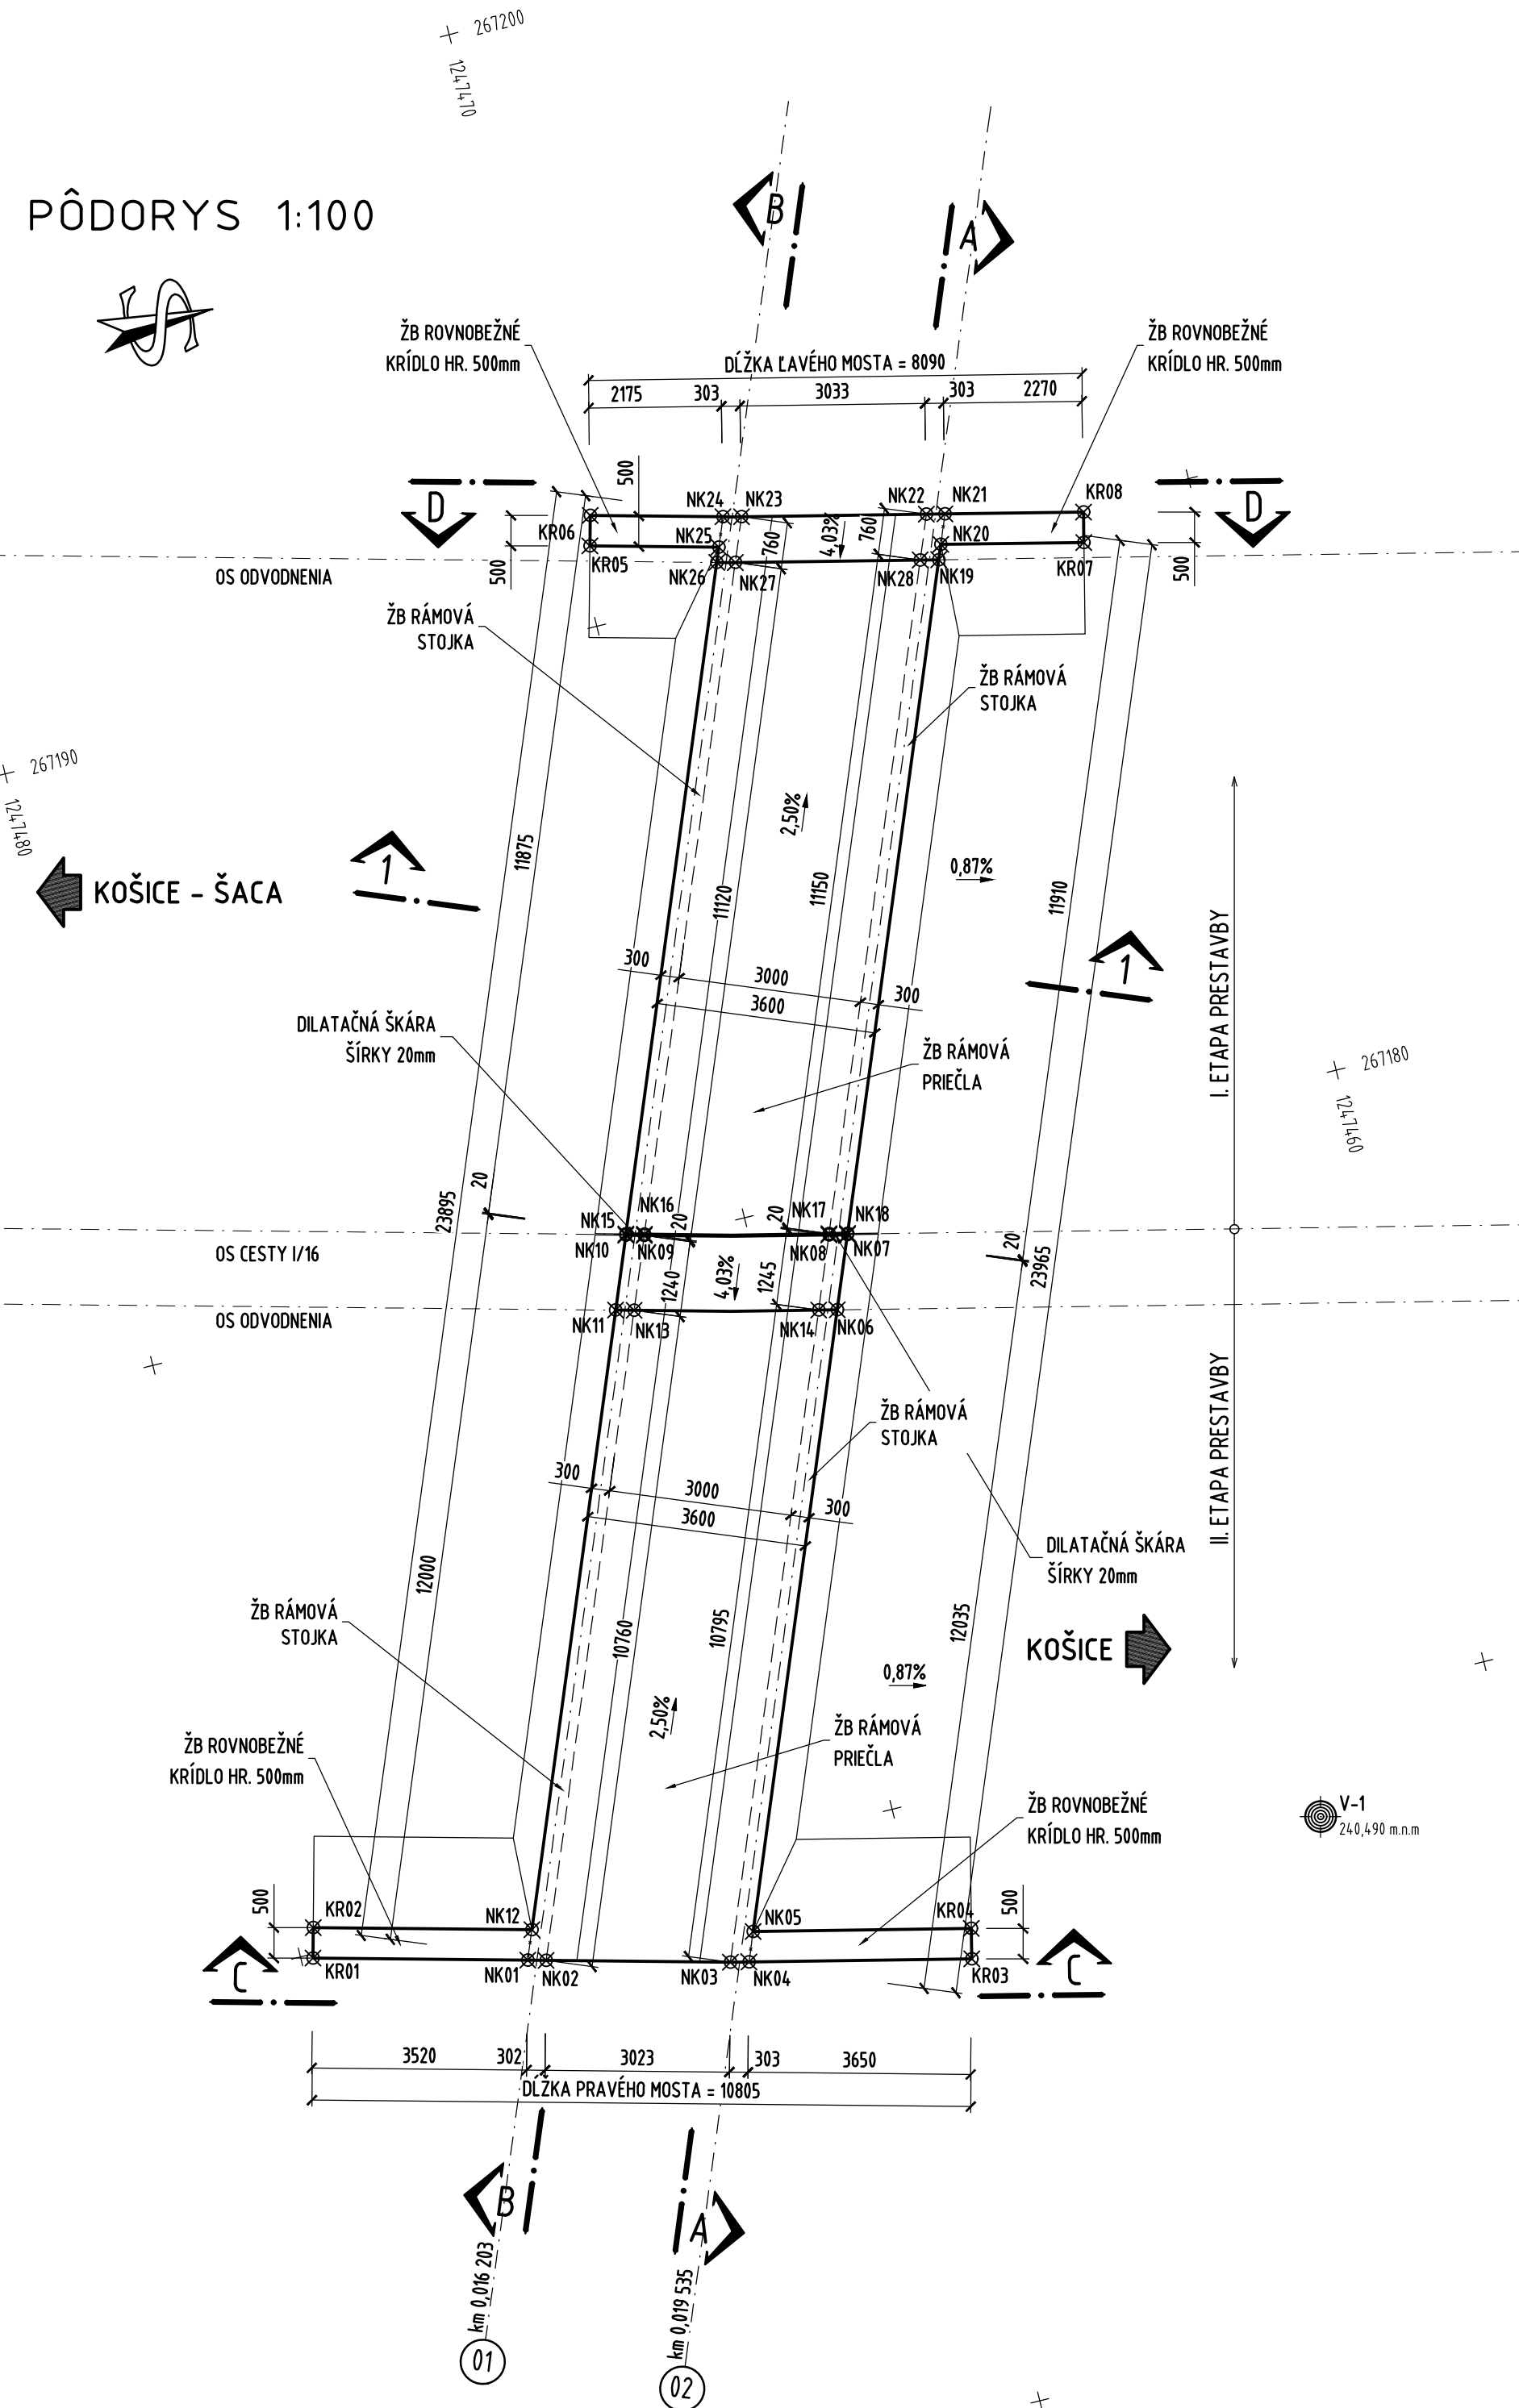 267200
1247470
PÔDORYS 1:100
S
B
A
ŽB ROVNOBEŽNÉ
KRÍDLO HR. 500mm
ŽB ROVNOBEŽNÉ
KRÍDLO HR. 500mm
DĹŽKA ĽAVÉHO MOSTA = 8090
2175
303
3033
303
2270
500
D
D
NK24
NK23
NK22
NK21
KR08
KR06
NK25
760
4,03%
760
NK20
500
KR05
NK26
NK27
NK28
NK19
KR07
500
OS ODVODNENIA
ŽB RÁMOVÁ
STOJKA
ŽB RÁMOVÁ
STOJKA
267190
1247480
2,50%
11875
1
KOŠICE - ŠACA
0,87%
11120
11150
11910
1
I. ETAPA PRESTAVBY
300
3000
300
3600
DILATAČNÁ ŠKÁRA
ŠÍRKY 20mm
ŽB RÁMOVÁ
PRIEČLA
267180
1247460
20
23895
NK15
NK16
20
20
NK17
NK18
NK10
NK09
NK08
NK07
20
23965
OS CESTY I/16
1240
4,03%
1245
OS ODVODNENIA
NK11
NK13
NK14
NK06
ŽB RÁMOVÁ
STOJKA
II. ETAPA PRESTAVBY
300
3000
300
3600
DILATAČNÁ ŠKÁRA
ŠÍRKY 20mm
12000
ŽB RÁMOVÁ
STOJKA
10760
10795
12035
KOŠICE
0,87%
2,50%
ŽB RÁMOVÁ
PRIEČLA
ŽB ROVNOBEŽNÉ
KRÍDLO HR. 500mm
ŽB ROVNOBEŽNÉ
KRÍDLO HR. 500mm
V-1
240,490 m.n.m
500
KR02
NK12
NK05
KR04
500
C
KR01
NK01
NK02
NK03
NK04
KR03
C
3520
302
3023
303
3650
DĹŽKA PRAVÉHO MOSTA = 10805
B
A
km 0,016 203
km 0,019 535
01
02